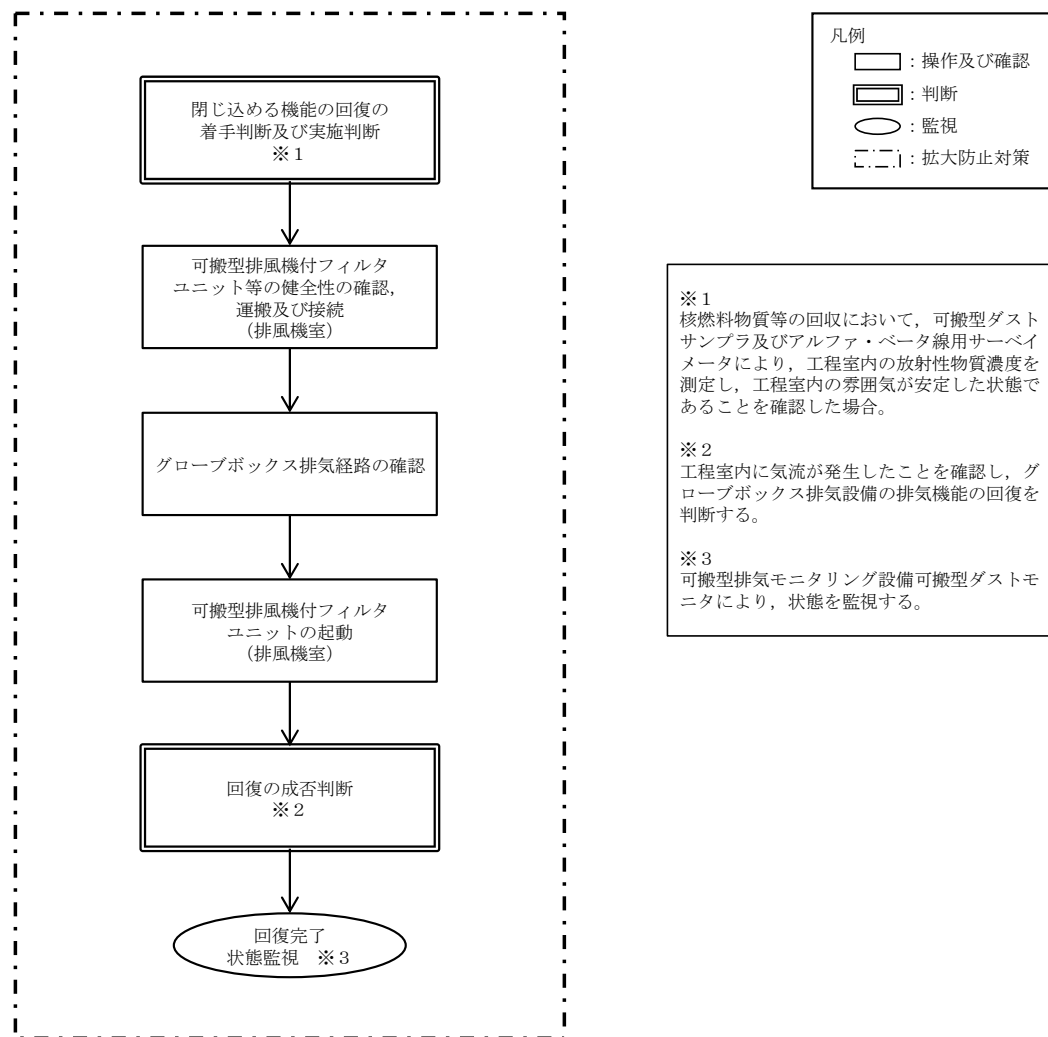 閉じ込める機能の回復の
着手判断及び実施判断
※1
可搬型排風機付フィルタ
ユニット等の健全性の確認,
運搬及び接続
(排風機室)
グローブボックス排気経路の確認
可搬型排風機付フィルタ
ユニットの起動
(排風機室)
回復の成否判断
※2
回復完了
状態監視 ※3
凡例
:操作及び確認
:判断
:監視
:拡大防止対策
※1
核燃料物質等の回収において,可搬型ダスト
サンプラ及びアルファ・ベータ線用サーベイ
メータにより,工程室内の放射性物質濃度を
測定し,工程室内の雰囲気が安定した状態で
あることを確認した場合。
※2
工程室内に気流が発生したことを確認し,グ
ローブボックス排気設備の排気機能の回復を
判断する。
※3
可搬型排気モニタリング設備可搬型ダストモ
ニタにより,状態を監視する。